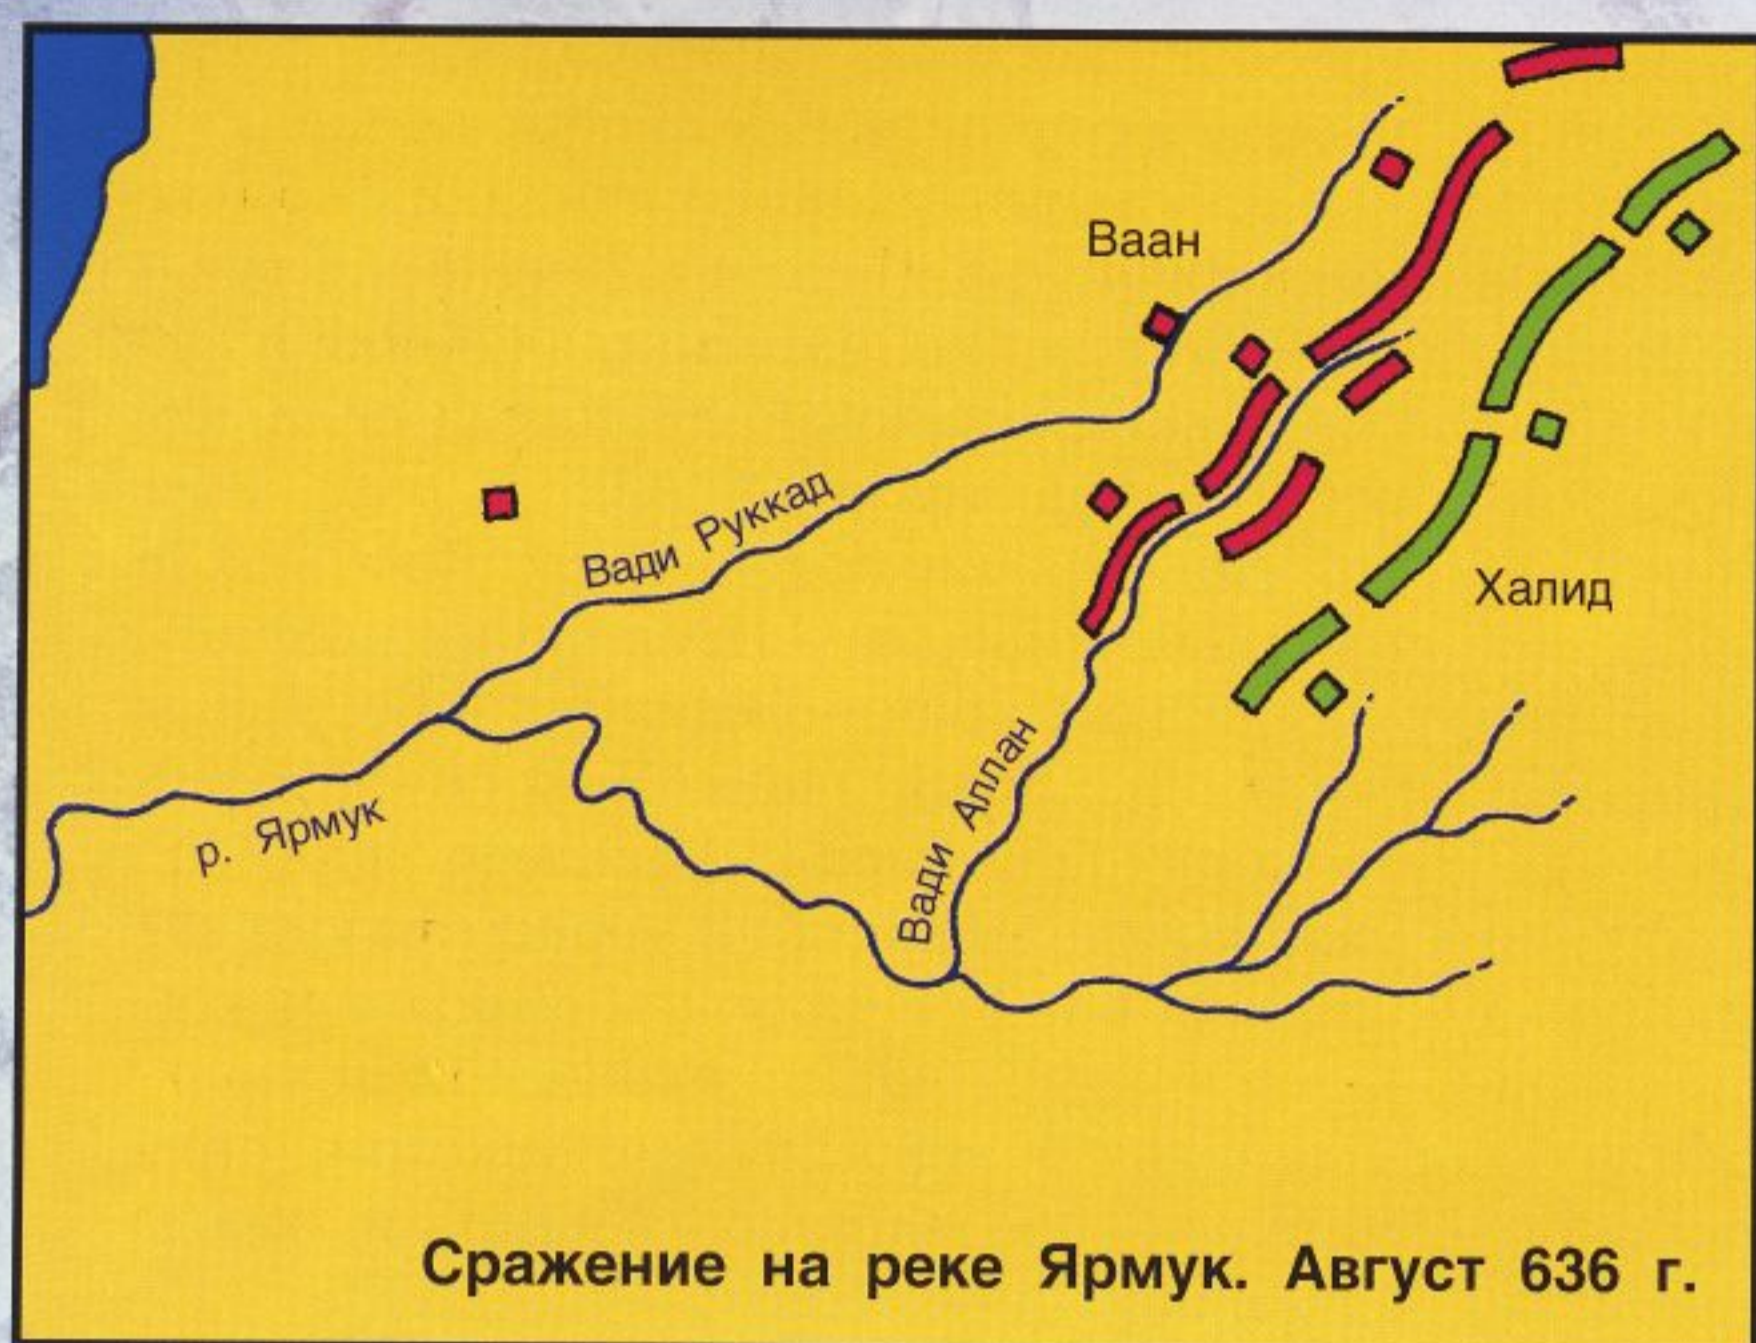 Ваан
Вади Руккад
Халид
р. Ярмук
Вади Аллан
Сражение на реке Ярмук. Август 636 г.